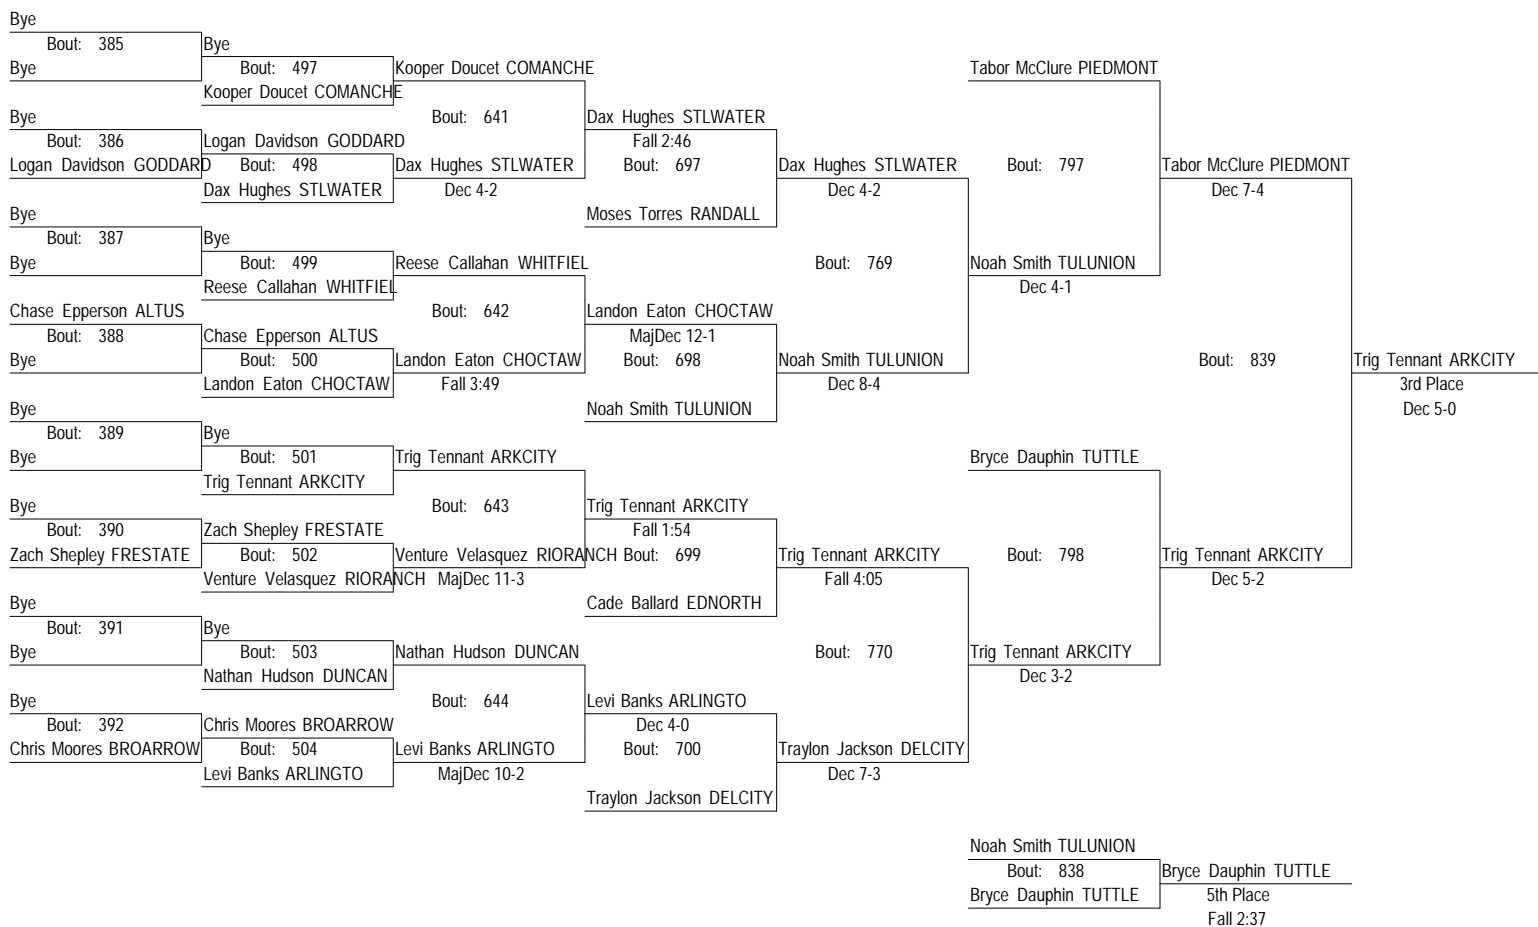 Bye
Bout: 385
Bye
Bye
Bout: 497
Kooper Doucet COMANCHE
Kooper Doucet COMANCHE
Bout: 641
Bye
Bout: 386
Logan Davidson GODDARD
Logan Davidson GODDARD
Bout: 498
Dax Hughes STLWATER
Dax Hughes STLWATER
Dec 4-2
Dax Hughes STLWATER
Fall 2:46
Bout: 697
Moses Torres RANDALL
Dax Hughes STLWATER
Dec 4-2
Bye
Bout: 387
Bye
Bye
Bout: 499
Reese Callahan WHITFIEL
Reese Callahan WHITFIEL
Bout: 642
Chase Epperson ALTUS
Bout: 388
Bye
Chase Epperson ALTUS
Bout: 500
Landon Eaton CHOCTAW
Landon Eaton CHOCTAW
Fall 3:49
Landon Eaton CHOCTAW
MajDec 12-1
Bout: 698
Noah Smith TULUNION
Noah Smith TULUNION
Dec 8-4
Bout: 769
Noah Smith TULUNION
Dec 4-1
Tabor McClure PIEDMONT
Bout: 797
Tabor McClure PIEDMONT
Dec 7-4
Bye
Bout: 389
Bye
Bye
Bout: 501
Trig Tennant ARKCITY
Trig Tennant ARKCITY
Bout: 643
Bye
Bout: 390
Zach Shepley FRESTATE
Zach Shepley FRESTATE
Bout: 502
Venture Velasquez RIORANCH
Venture Velasquez RIORANCH
MajDec 11-3
Trig Tennant ARKCITY
Fall 1:54
Bout: 699
Cade Ballard EDNORTH
Trig Tennant ARKCITY
Fall 4:05
Bye
Bout: 391
Bye
Bye
Bout: 503
Nathan Hudson DUNCAN
Nathan Hudson DUNCAN
Bout: 644
Bye
Bout: 392
Chris Moores BROARROW
Chris Moores BROARROW
Bout: 504
Levi Banks ARLINGTO
Levi Banks ARLINGTO
MajDec 10-2
Levi Banks ARLINGTO
Dec 4-0
Bout: 700
Traylon Jackson DELCITY
Traylon Jackson DELCITY
Dec 7-3
Bout: 770
Trig Tennant ARKCITY
Dec 3-2
Bryce Dauphin TUTTLE
Bout: 798
Trig Tennant ARKCITY
Dec 5-2
Bout: 839
Trig Tennant ARKCITY
3rd Place
Dec 5-0
Noah Smith TULUNION
Bout: 838
Bryce Dauphin TUTTLE
Bryce Dauphin TUTTLE
5th Place
Fall 2:37